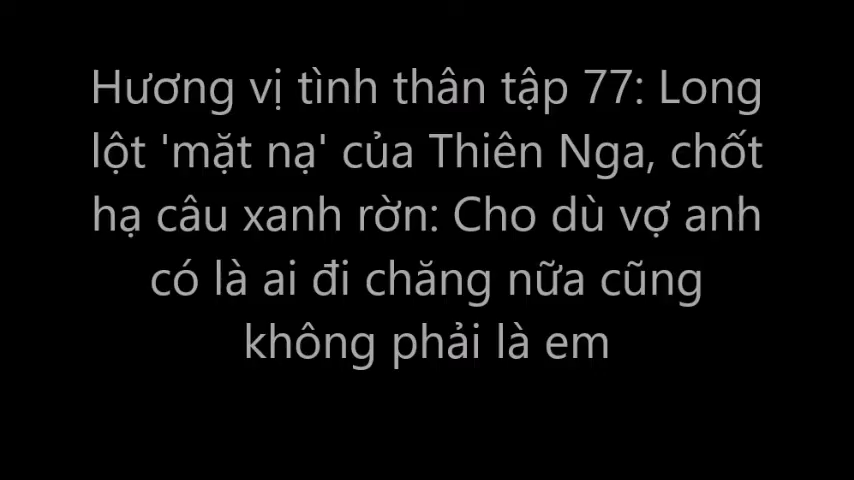 Hương vị tình thân tập 77: Long
lột 'mặt nạ' của Thiên Nga, chốt
hạ câu xanh rờn: Cho dù vợ anh
có là ai đi chăng nữa cũng
không phải là em